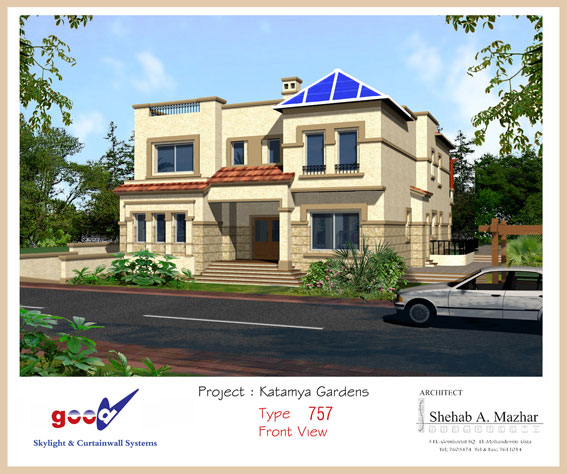 good
Skylight & Curtainwall Systems
Project : Katamya Gardens
Type 757
Front View
ARCHITECT
Shehab A. Mazhar